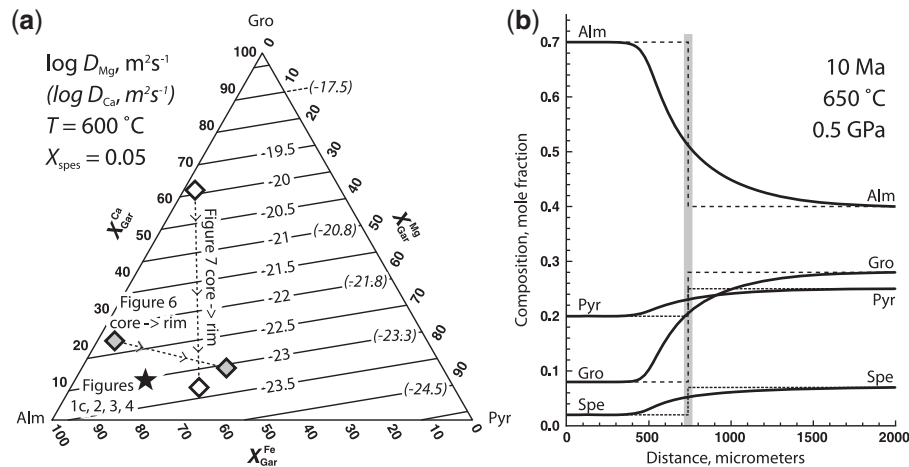 (a)
Gro
log D_Mg, m²s⁻¹
(log D_Ca, m²s⁻¹)
T = 600 ˚C
X_spes = 0.05
100
90
80
70
60
50
40
30
20
10
X_Gar^Ca
0
10
20
30
40
50
60
70
80
90
0
X_Gar^Mg
(-17.5)
-19.5
-20
-20.5
-21
(-20.8)
-21.5
(-21.8)
-22
-22.5
-23
(-23.3)
-23.5
(-24.5)
Figure 7 core -> rim
Figure 6
core -> rim
Figures
1c, 2, 3, 4
Alm
Pyr
100
90
80
70
60
50
40
30
20
10
0
X_Gar^Fe
(b)
10 Ma
650 ˚C
0.5 GPa
Alm
Alm
Gro
Pyr
Pyr
Gro
Spe
Spe
0.7
0.6
0.5
0.4
0.3
0.2
0.1
0.0
Composition, mole fraction
0
500
1000
1500
2000
Distance, micrometers